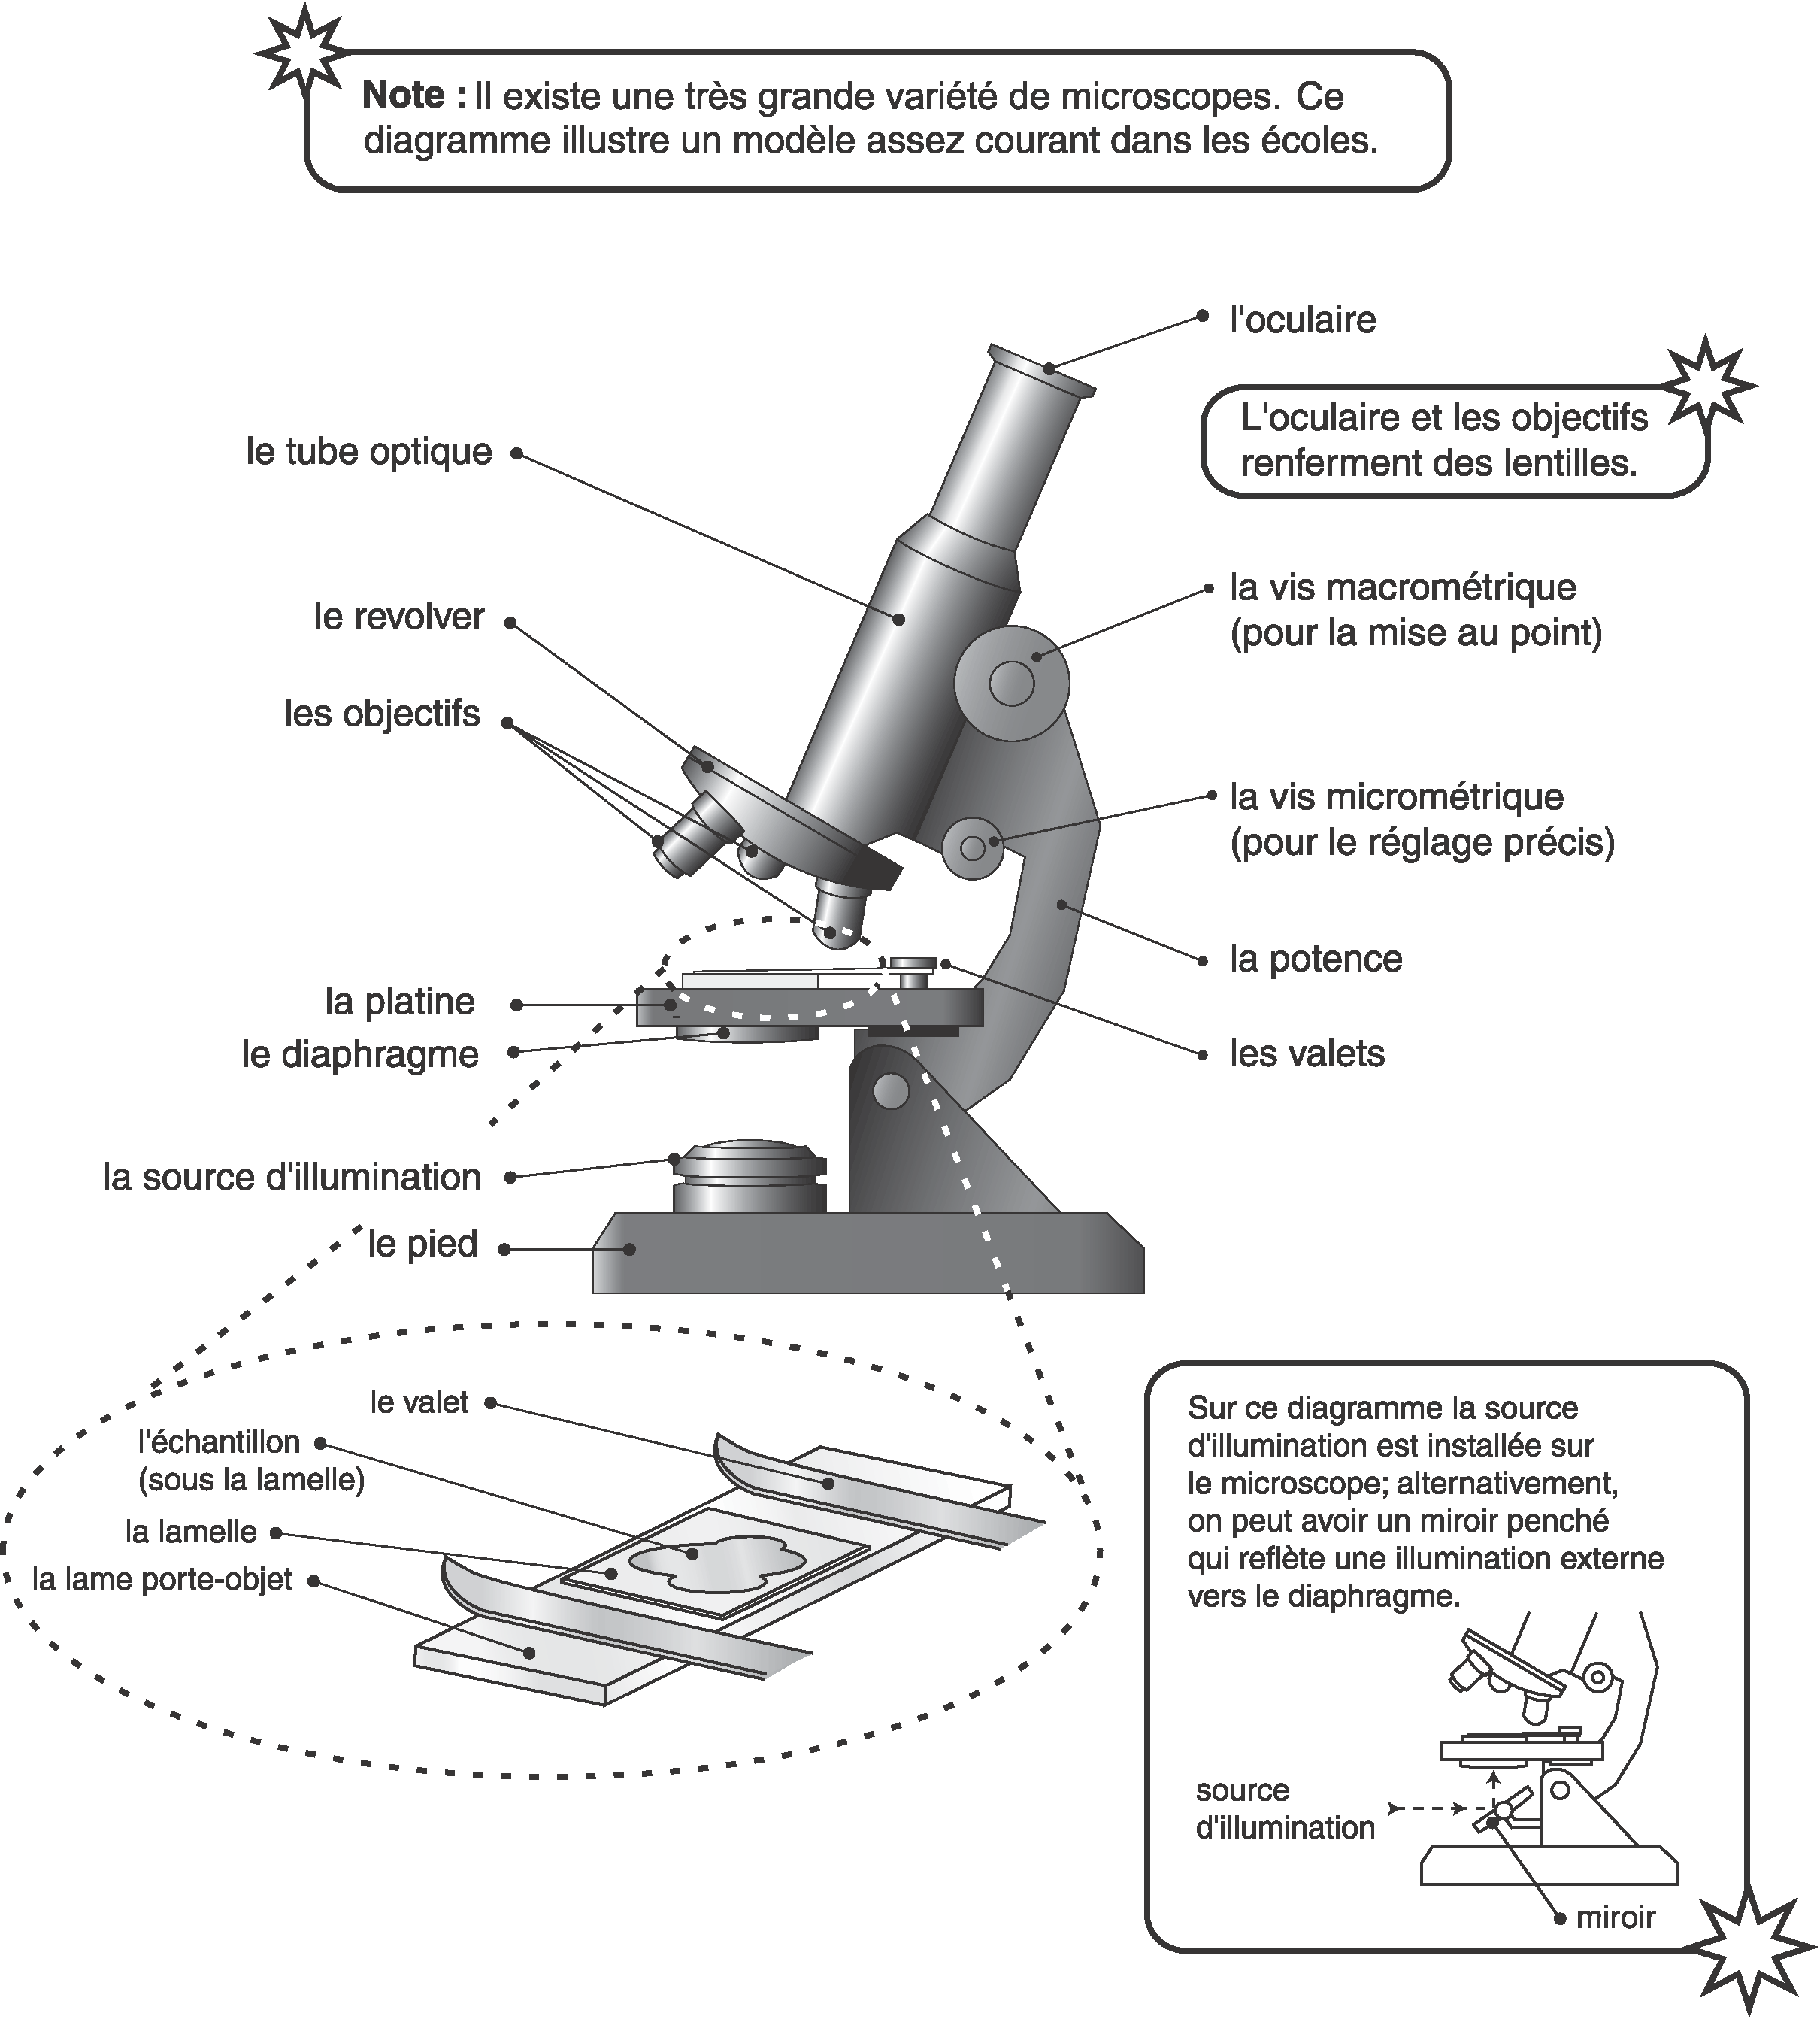 Note : Il existe une très grande variété de microscopes. Ce
diagramme illustre un modèle assez courant dans les écoles.
l'oculaire
L'oculaire et les objectifs
renferment des lentilles.
le tube optique
la vis macrométrique
(pour la mise au point)
le revolver
les objectifs
la vis micrométrique
(pour le réglage précis)
la potence
la platine
le diaphragme
les valets
la source d'illumination
le pied
le valet
l'échantillon
(sous la lamelle)
la lamelle
la lame porte-objet
Sur ce diagramme la source
d'illumination est installée sur
le microscope; alternativement,
on peut avoir un miroir penché
qui reflète une illumination externe
vers le diaphragme.
source
d'illumination
miroir